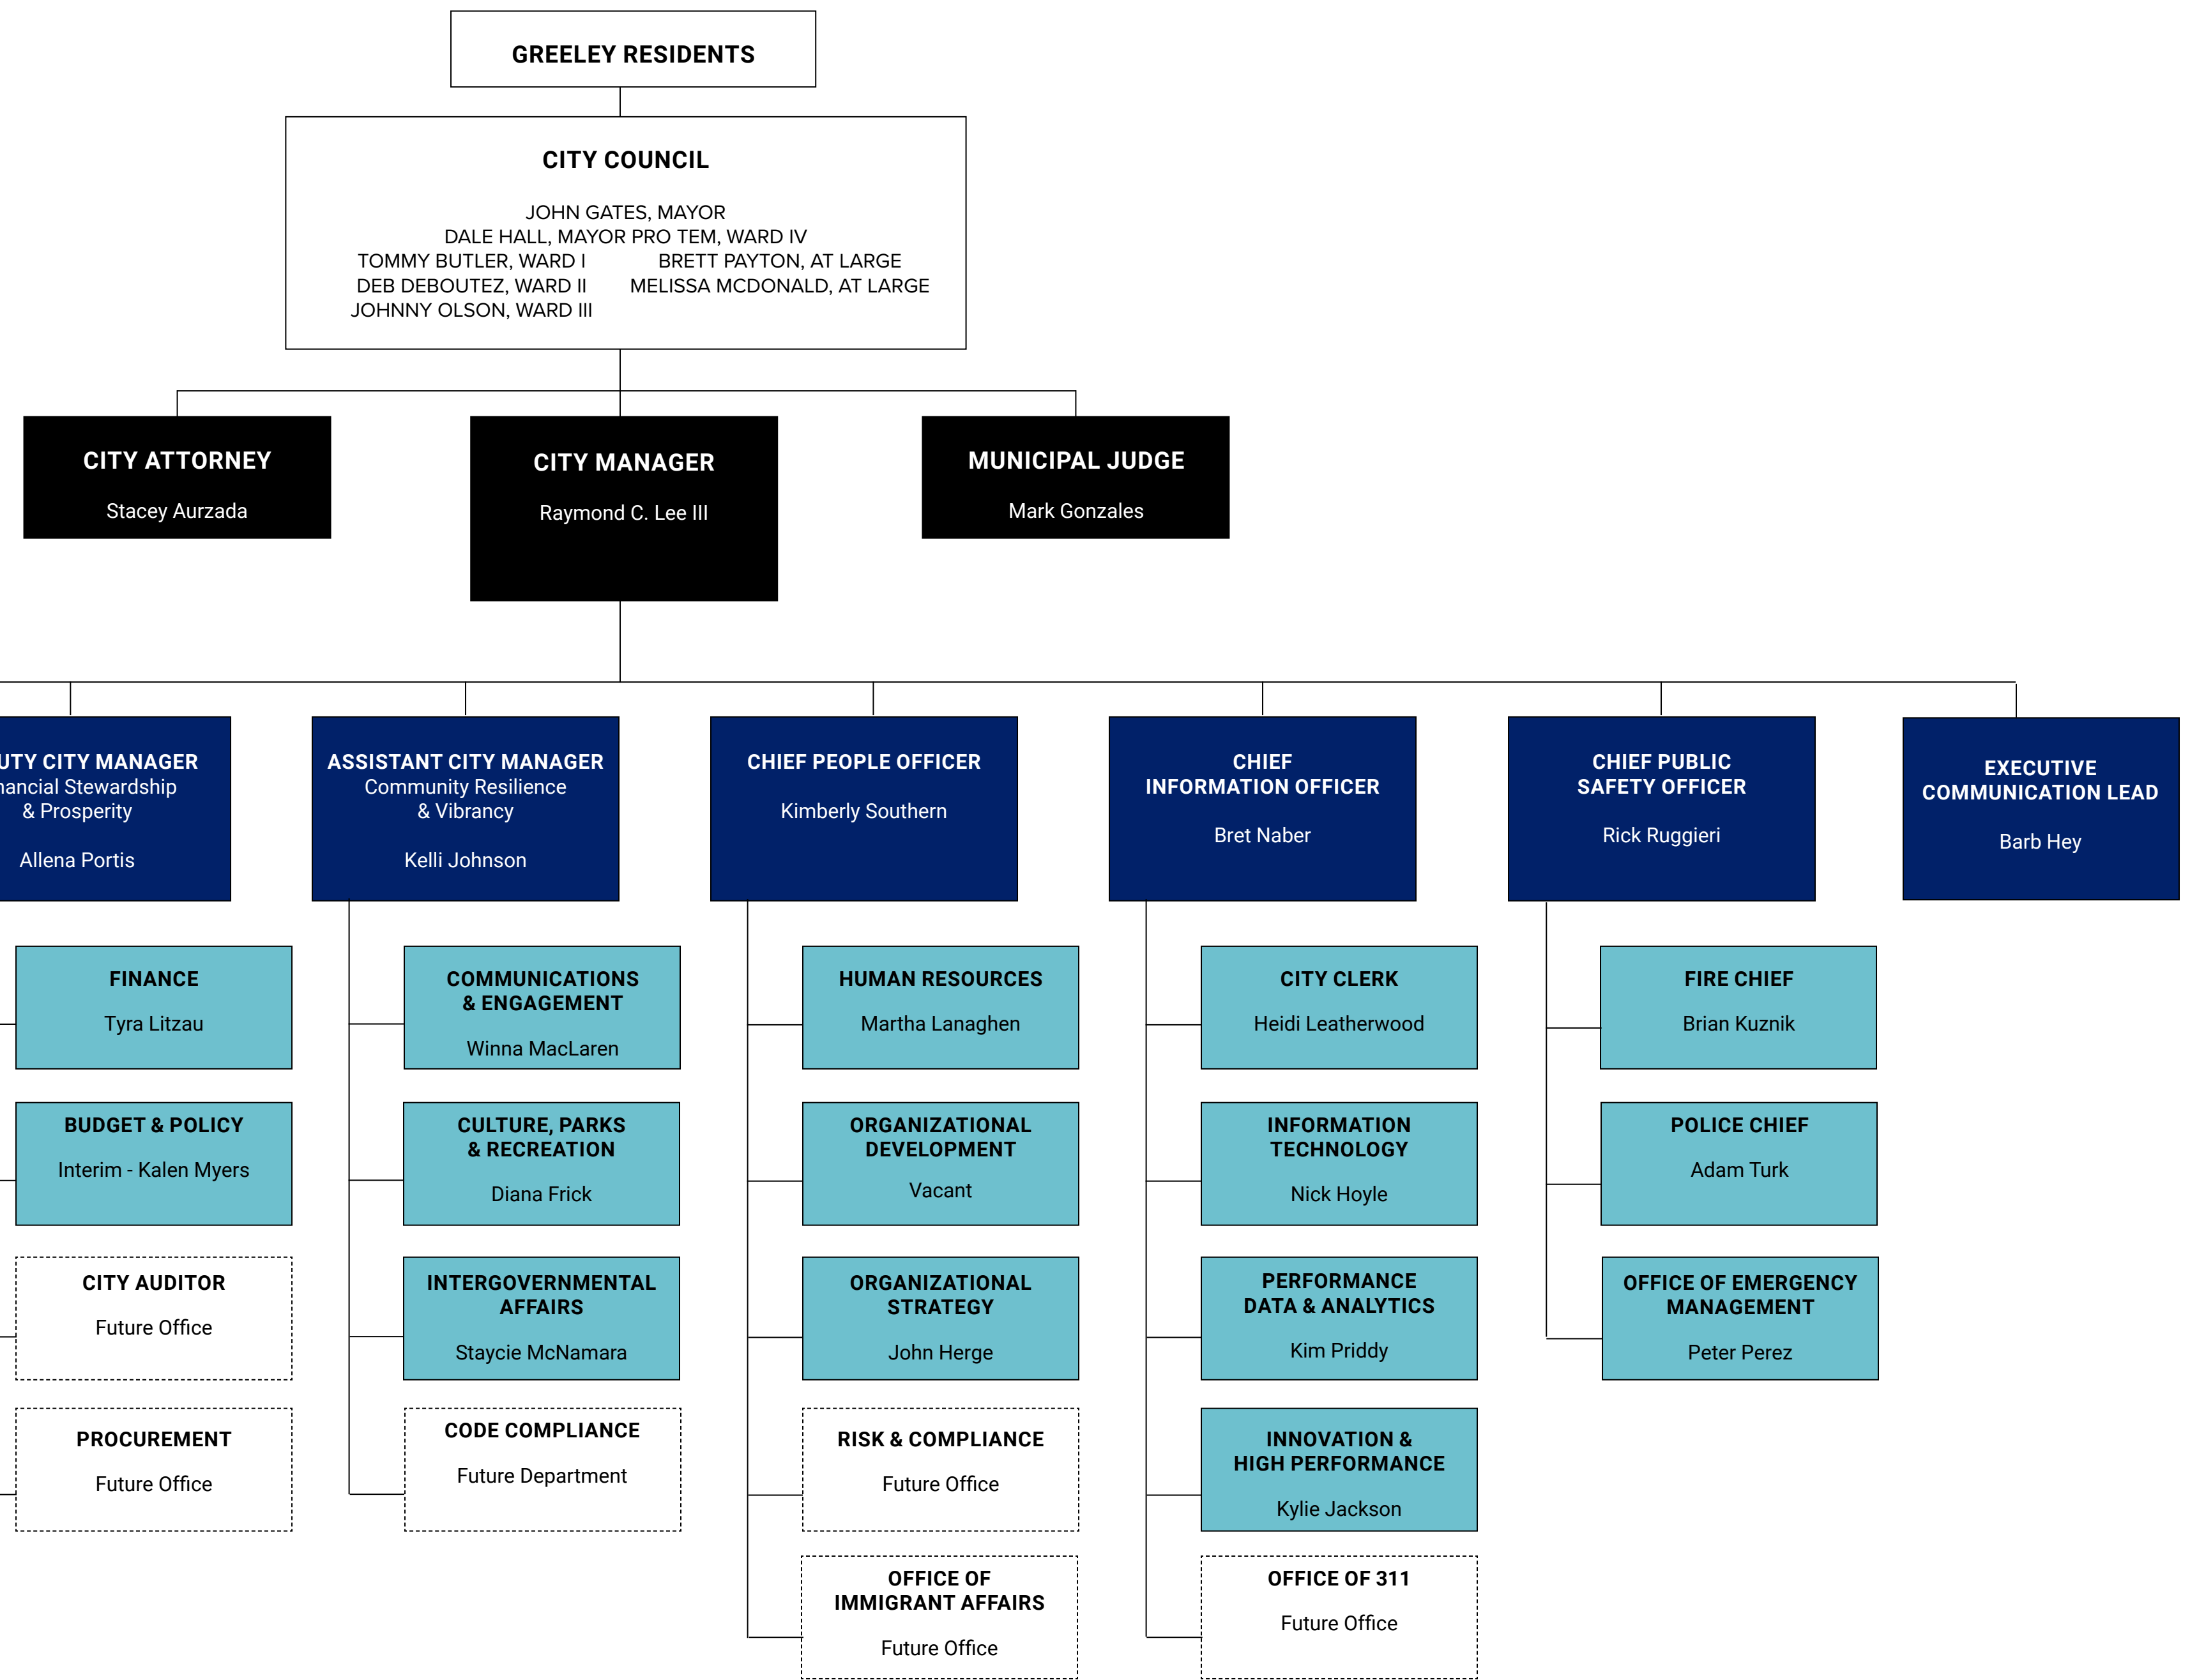 GREELEY RESIDENTS
CITY COUNCIL
JOHN GATES, MAYOR
DALE HALL, MAYOR PRO TEM, WARD IV
TOMMY BUTLER, WARD I
DEB DEBOUTEZ, WARD II
JOHNNY OLSON, WARD III
BRETT PAYTON, AT LARGE
MELISSA MCDONALD, AT LARGE
CITY ATTORNEY
Stacey Aurzada
CITY MANAGER
Raymond C. Lee III
MUNICIPAL JUDGE
Mark Gonzales
UTY CITY MANAGER
nancial Stewardship
& Prosperity
Allena Portis
FINANCE
Tyra Litzau
BUDGET & POLICY
Interim - Kalen Myers
CITY AUDITOR
Future Office
PROCUREMENT
Future Office
ASSISTANT CITY MANAGER
Community Resilience
& Vibrancy
Kelli Johnson
COMMUNICATIONS
& ENGAGEMENT
Winna MacLaren
CULTURE, PARKS
& RECREATION
Diana Frick
INTERGOVERNMENTAL
AFFAIRS
Staycie McNamara
CODE COMPLIANCE
Future Department
CHIEF PEOPLE OFFICER
Kimberly Southern
HUMAN RESOURCES
Martha Lanaghen
ORGANIZATIONAL
DEVELOPMENT
Vacant
ORGANIZATIONAL
STRATEGY
John Herge
RISK & COMPLIANCE
Future Office
OFFICE OF
IMMIGRANT AFFAIRS
Future Office
CHIEF
INFORMATION OFFICER
Bret Naber
CITY CLERK
Heidi Leatherwood
INFORMATION
TECHNOLOGY
Nick Hoyle
PERFORMANCE
DATA & ANALYTICS
Kim Priddy
INNOVATION &
HIGH PERFORMANCE
Kylie Jackson
OFFICE OF 311
Future Office
CHIEF PUBLIC
SAFETY OFFICER
Rick Ruggieri
FIRE CHIEF
Brian Kuznik
POLICE CHIEF
Adam Turk
OFFICE OF EMERGENCY
MANAGEMENT
Peter Perez
EXECUTIVE
COMMUNICATION LEAD
Barb Hey